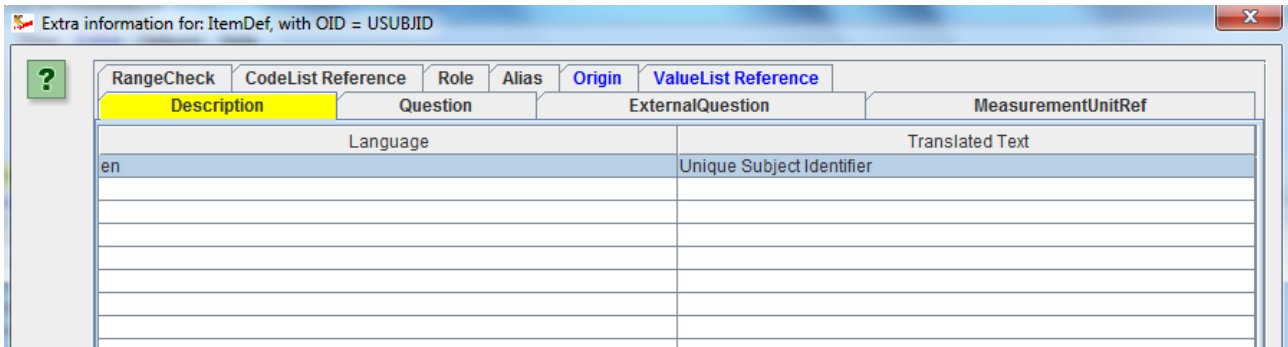 Extra information for: ItemDef, with OID = USUBJID
x
?
RangeCheck CodeList Reference Role Alias Origin ValueList Reference
Description Question ExternalQuestion MeasurementUnitRef
Language Translated Text
en Unique Subject Identifier